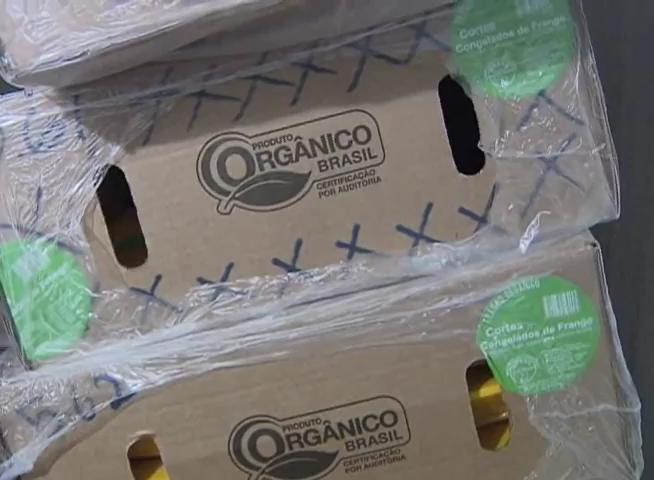 Cortes
Congelados de Frango
PRODUTO
ORGÂNICO
BRASIL
CERTIFICAÇÃO
POR AUDITORIA
X X X X X X
Cortes
Congelados de Frango
PRODUTO
ORGÂNICO
BRASIL
CERTIFICAÇÃO
POR AUDITORIA